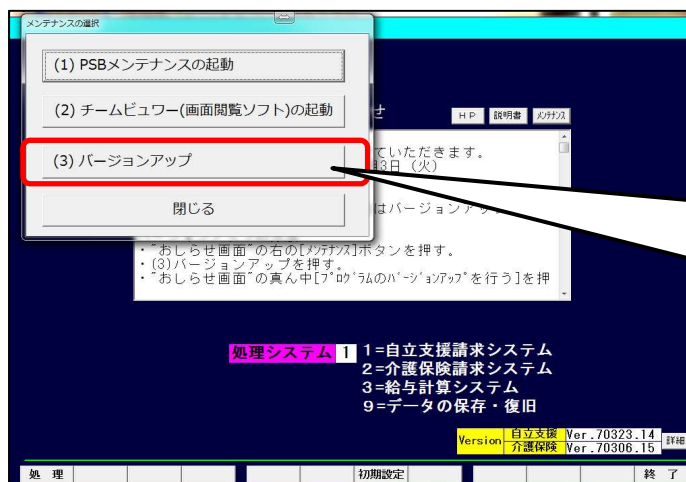 メンテナンスの選択
(1) PSBメンテナンスの起動
(2) チームビュワー(画面閲覧ソフト)の起動
(3) バージョンアップ
閉じる
せ
ＨＰ 説明書 ﾒﾝﾃﾅﾝｽ
ていただきます。
3日（火）
はバージョンア
・"おしらせ画面"の右の[ﾒﾝﾃﾅﾝｽ]ボタンを押す。
・(3)バージョンアップを押す。
・"おしらせ画面"の真ん中[ﾌﾟﾛｸﾞﾗﾑのﾊﾞｰｼﾞｮﾝｱｯﾌﾟを行う]を押
処理システム 1 1=自立支援請求システム
2=介護保険請求システム
3=給与計算システム
9=データの保存・復旧
Version 自立支援 Ver.70323.14
介護保険 Ver.70306.15 詳細
処 理 初期設定 終 了